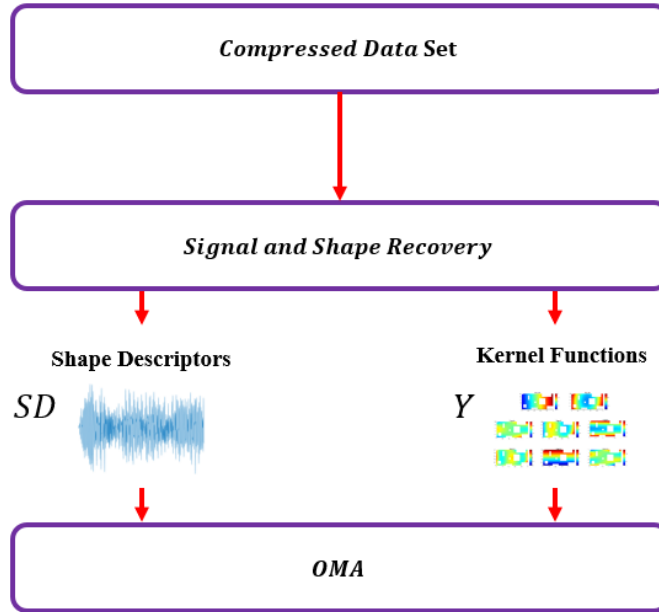 Compressed Data Set
Signal and Shape Recovery
Shape Descriptors
Kernel Functions
SD
Y
OMA